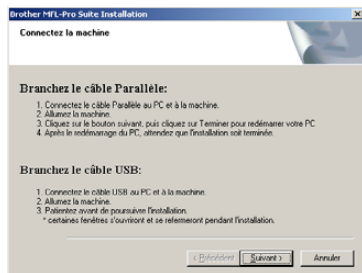 Brother MFL-Pro Suite Installation
Connectez la machine
Branchez le câble Parallèle:
1. Connectez le câble Parallèle au PC et à la machine.
2. Allumez la machine.
3. Cliquez sur le bouton suivant, puis cliquez sur Terminer pour redémarrer votre PC
4. Après le redémarrage du PC, attendez que l'installation soit terminée.
Branchez le câble USB:
1. Connectez le câble USB au PC et à la machine.
2. Allumez la machine.
3. Patientez avant de poursuivre l'installation.
* certaines fenêtres s'ouvriront et se refermeront pendant l'installation.
< Précédent Suivant > Annuler